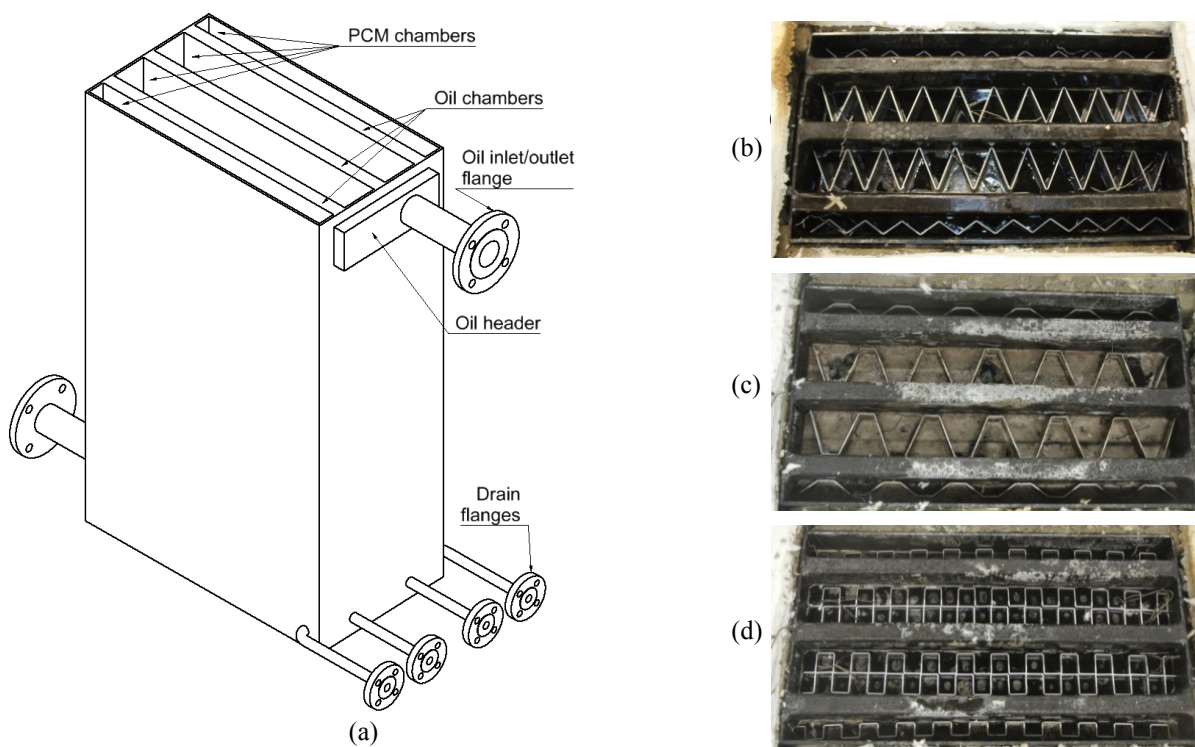 PCM chambers
Oil chambers
Oil inlet/outlet
flange
Oil header
Drain
flanges
(a)
(b)
(c)
(d)